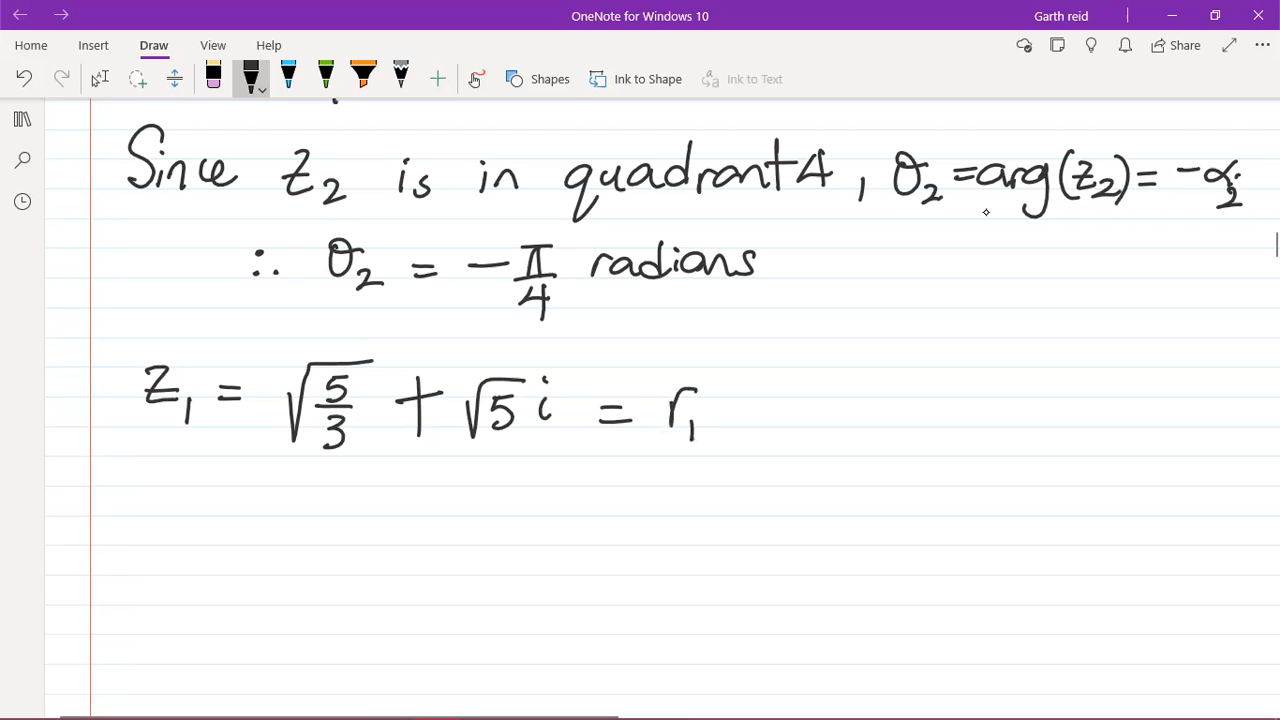 OneNote for Windows 10
Garth reid
Home Insert Draw View Help
Share
Shapes Ink to Shape Ink to Text
Since z₂ is in quadrant 4, θ₂ = arg(z₂) = -α₂
∴ θ₂ = -π/4 radians
z₁ = √(5/3) + √5 i = r₁